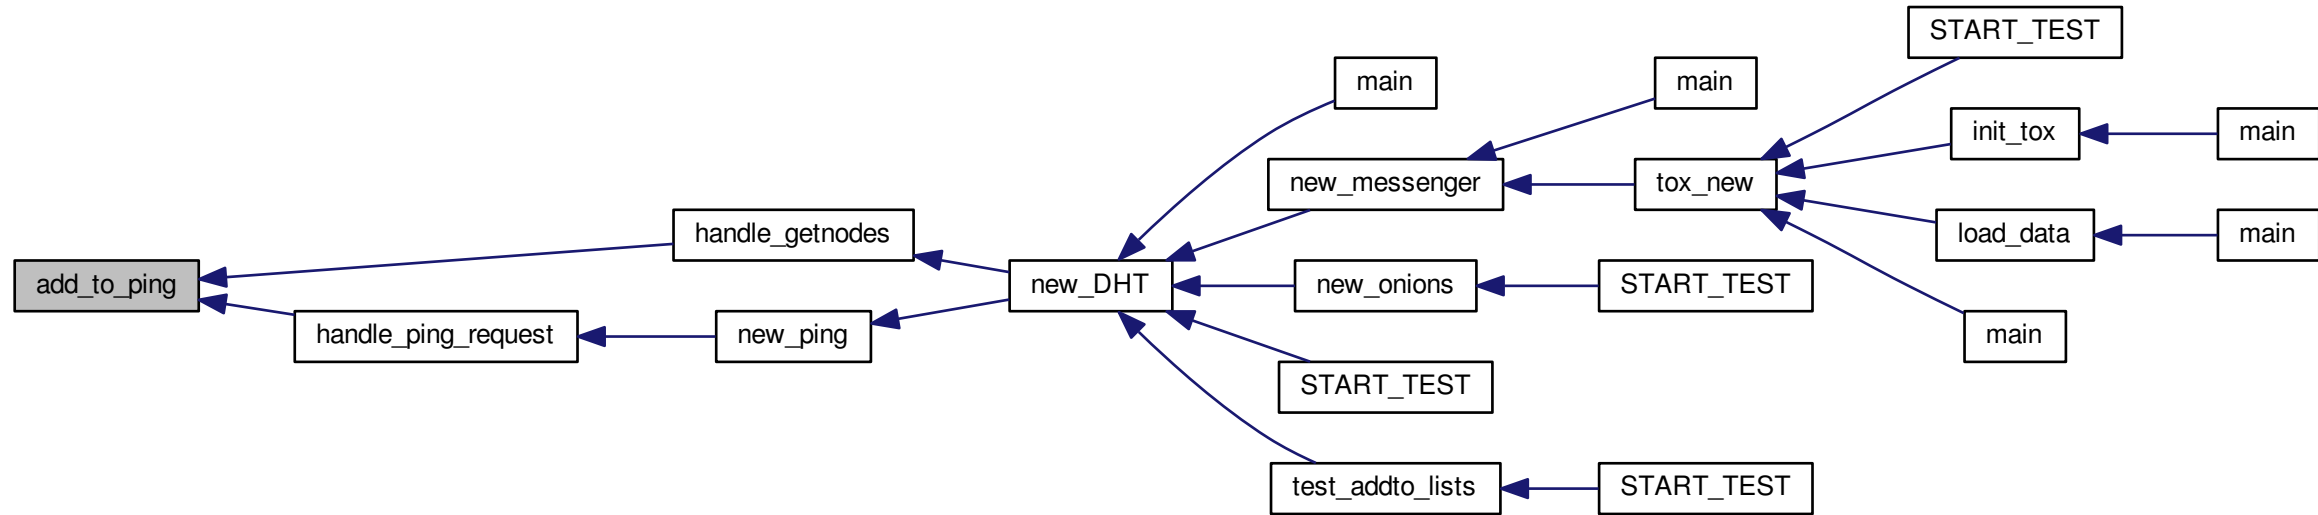 START_TEST
main
main
init_tox
main
new_messenger
tox_new
handle_getnodes
load_data
main
add_to_ping
new_DHT
new_onions
START_TEST
handle_ping_request
new_ping
main
START_TEST
test_addto_lists
START_TEST